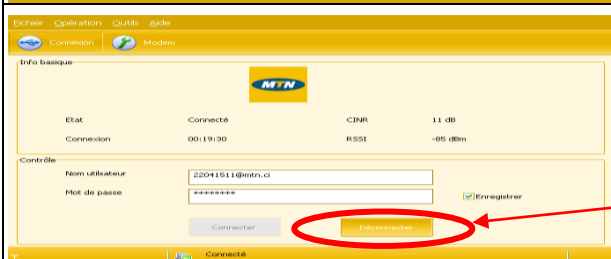 Fichier Opération Outils Aide
Connexion Modem
Info basique
MTN
Etat Connecté CINR 11 dB
Connexion 00:19:30 RSSI -85 dBm
Contrôle
Nom utilisateur 22041511@mtn.ci
Mot de passe ******** Enregistrer
Connecter Déconnecter
Connecté